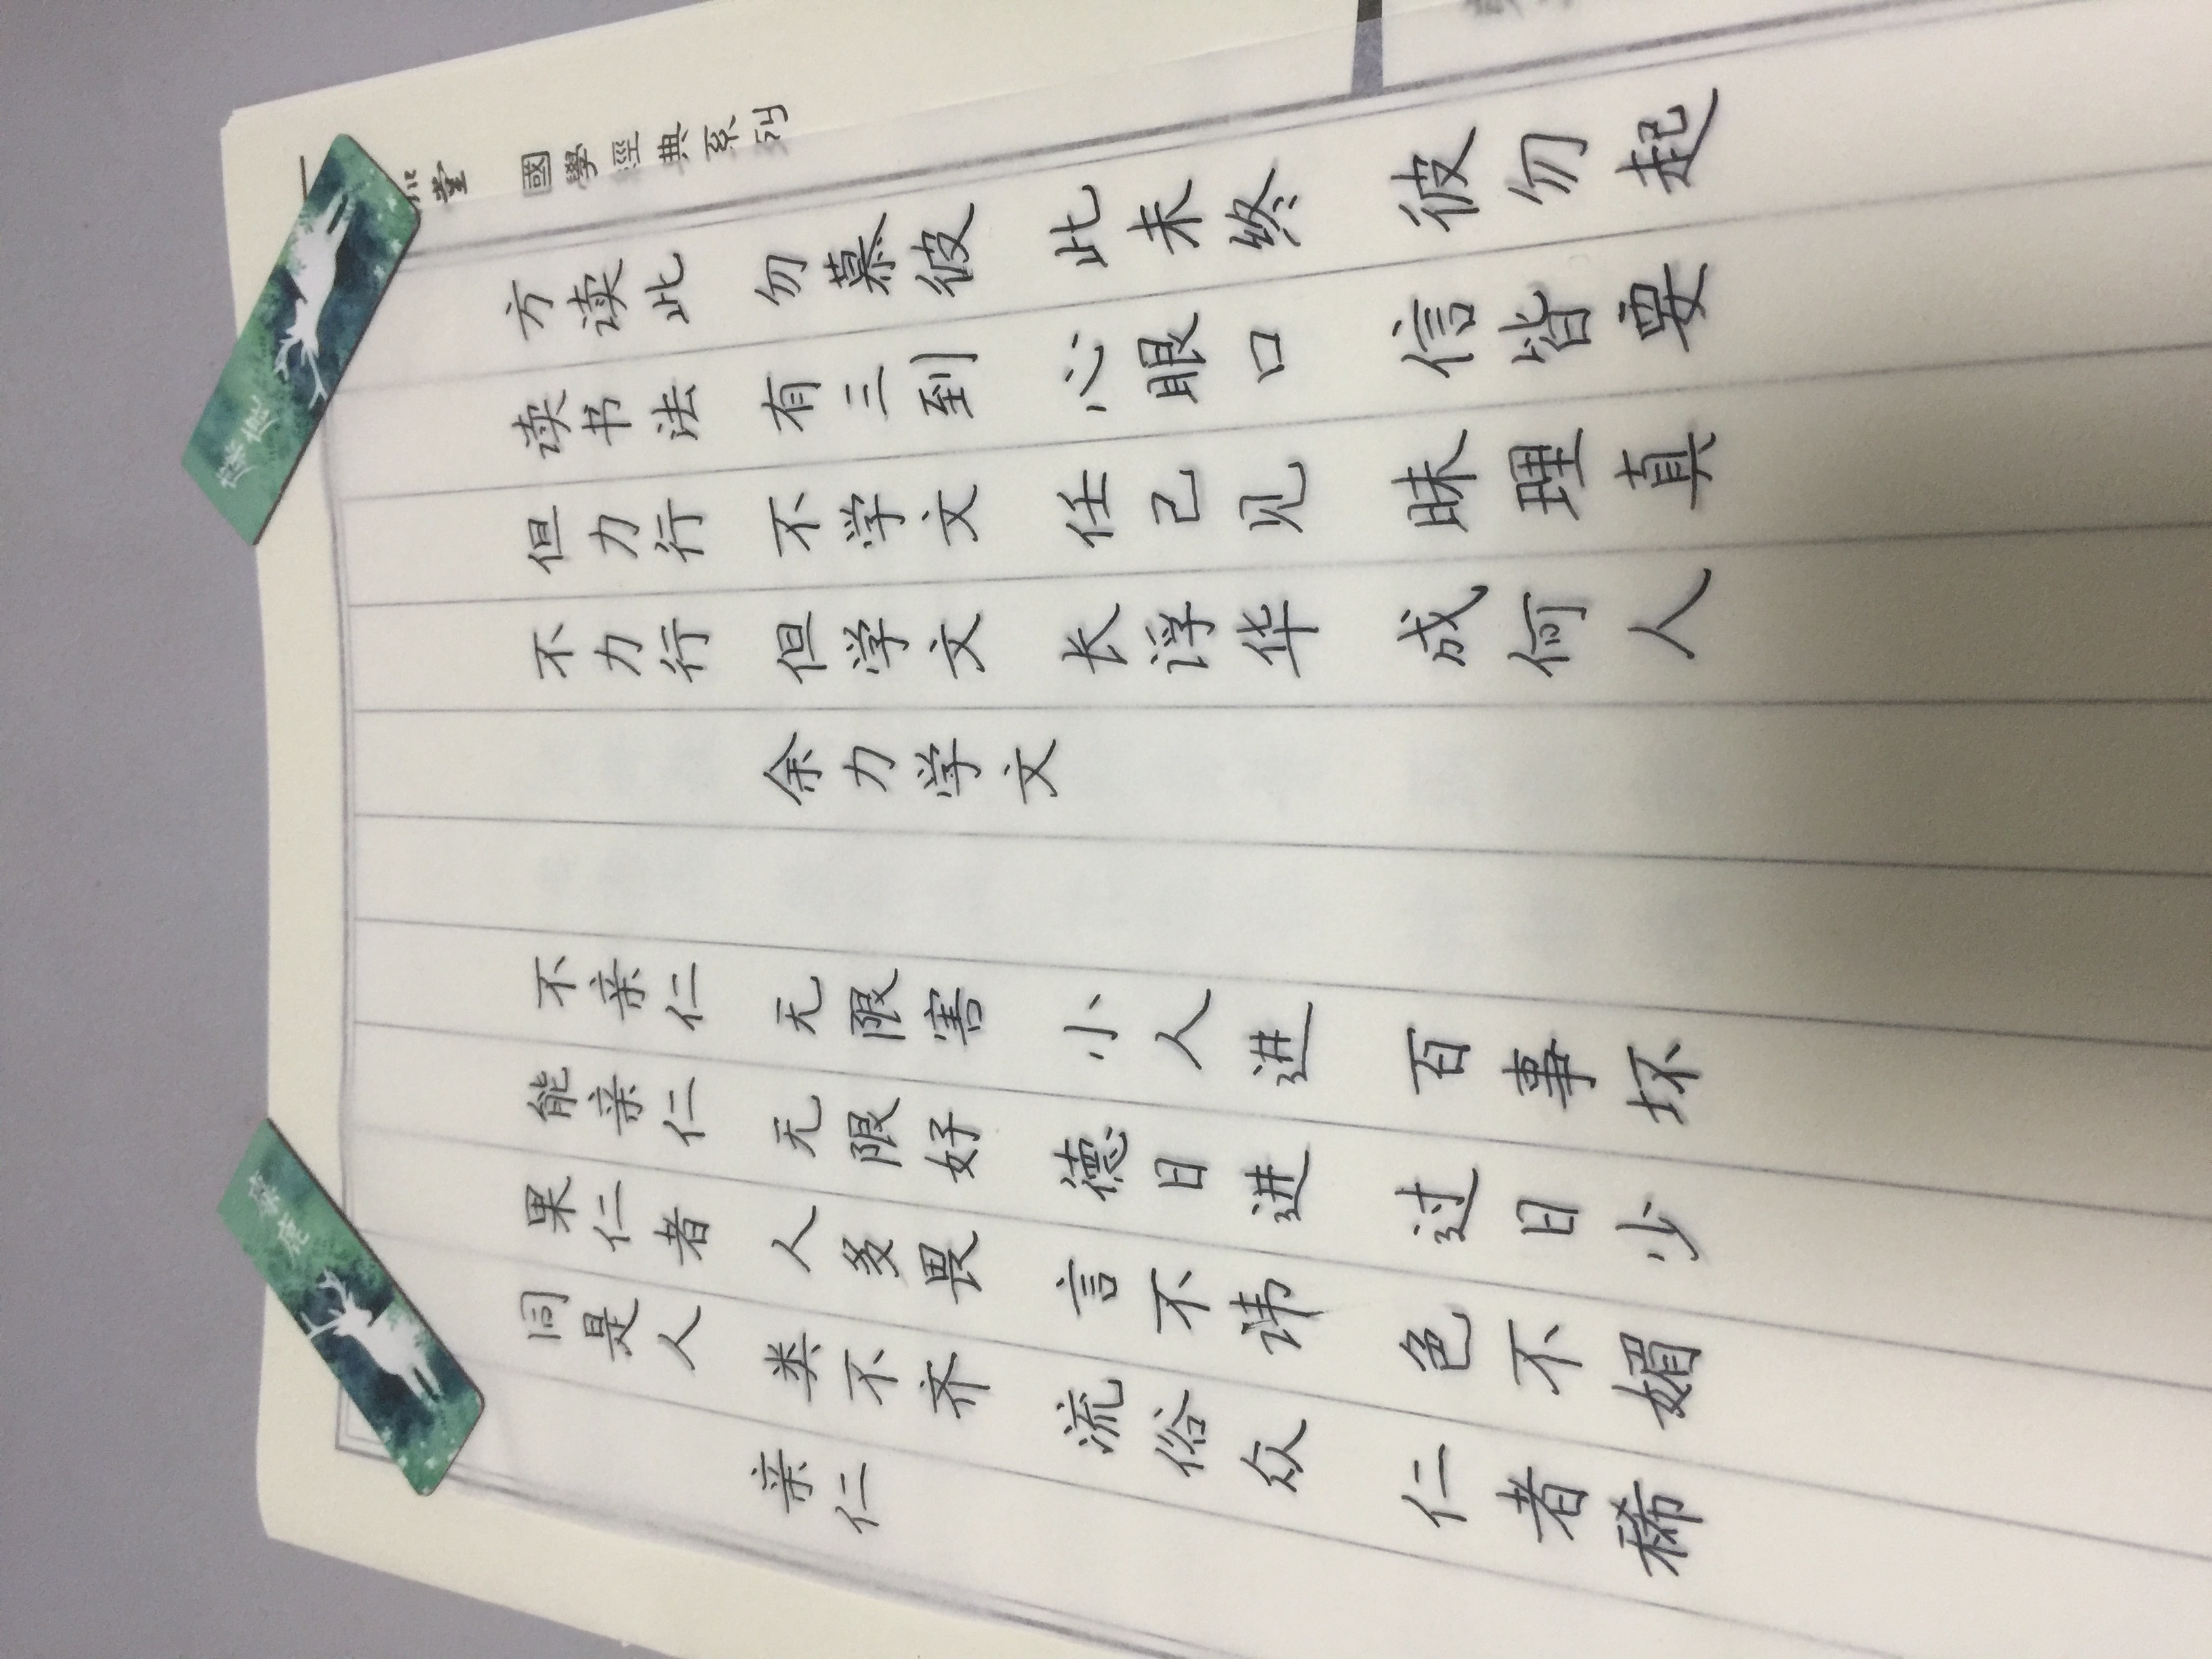 亲仁
同是人 类不齐 流俗众 仁者稀
果仁者 人多畏 言不讳 色不媚
能亲仁 无限好 德日进 过日少
不亲仁 无限害 小人进 百事坏
余力学文
不力行 但学文 长浮华 成何人
但力行 不学文 任己见 昧理真
读书法 有三到 心眼口 信皆要
方读此 勿慕彼 此未终 彼勿起
堂 國學經典系列